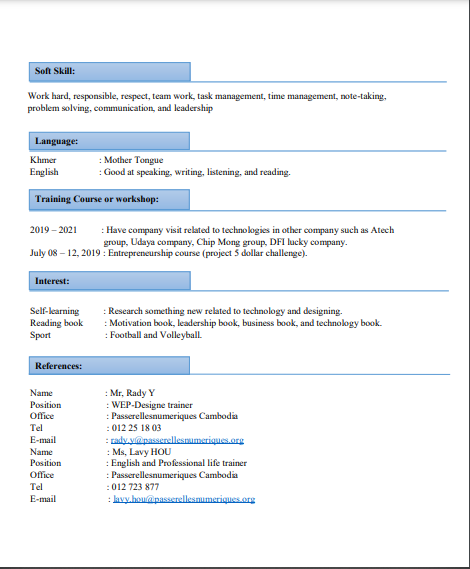 Soft Skill:
Work hard, responsible, respect, team work, task management, time management, note-taking,
problem solving, communication, and leadership
Language:
Khmer : Mother Tongue
English : Good at speaking, writing, listening, and reading.
Training Course or workshop:
2019 – 2021 : Have company visit related to technologies in other company such as Atech
group, Udaya company, Chip Mong group, DFI lucky company.
July 08 – 12, 2019 : Entrepreneurship course (project 5 dollar challenge).
Interest:
Self-learning : Research something new related to technology and designing.
Reading book : Motivation book, leadership book, business book, and technology book.
Sport : Football and Volleyball.
References:
Name : Mr, Rady Y
Position : WEP-Designe trainer
Office : Passerellesnumeriques Cambodia
Tel : 012 25 18 03
E-mail : rady.y@passerellesnumeriques.org
Name : Ms, Lavy HOU
Position : English and Professional life trainer
Office : Passerellesnumeriques Cambodia
Tel : 012 723 877
E-mail : lavy.hou@passerellesnumeriques.org